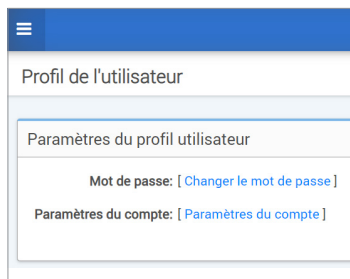 Profil de l'utilisateur
Paramètres du profil utilisateur
Mot de passe: [ Changer le mot de passe ]
Paramètres du compte: [ Paramètres du compte ]